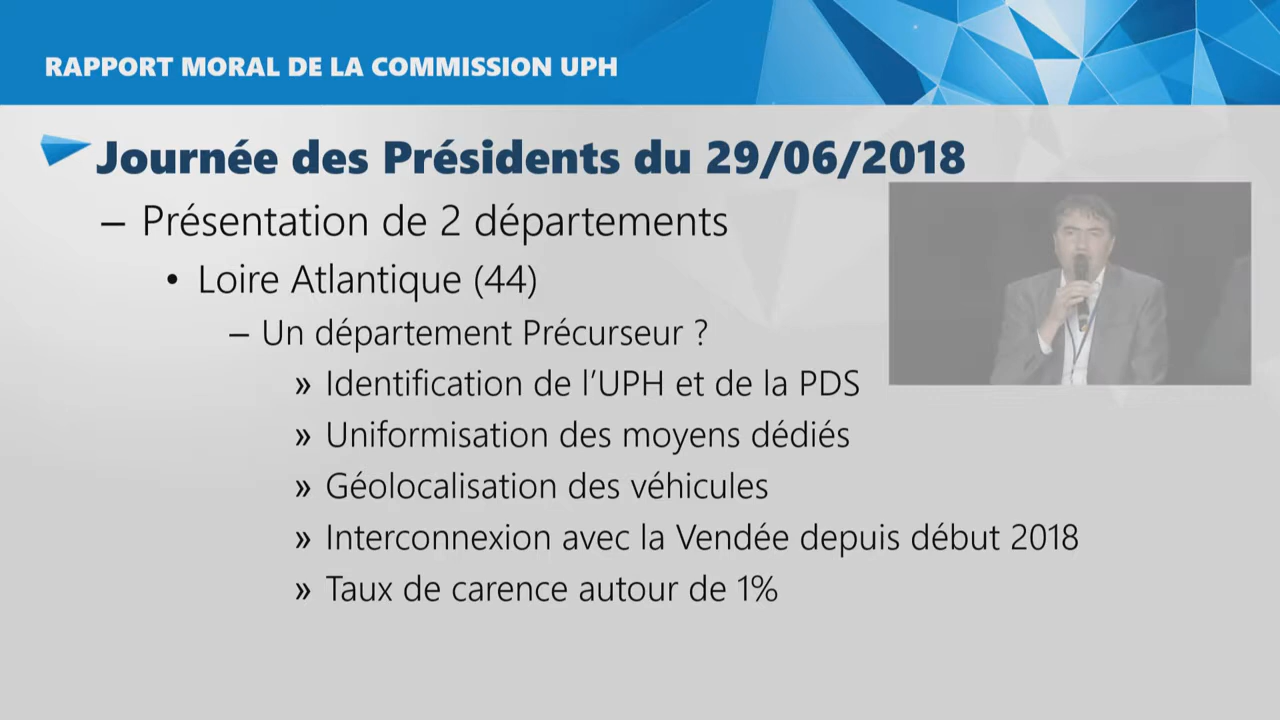 RAPPORT MORAL DE LA COMMISSION UPH
Journée des Présidents du 29/06/2018
– Présentation de 2 départements
• Loire Atlantique (44)
– Un département Précurseur ?
» Identification de l’UPH et de la PDS
» Uniformisation des moyens dédiés
» Géolocalisation des véhicules
» Interconnexion avec la Vendée depuis début 2018
» Taux de carence autour de 1%